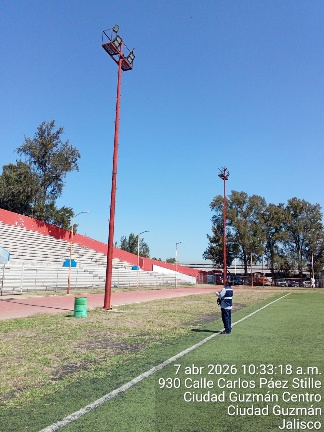 7 abr 2026 10:33:18 a.m.
930 Calle Carlos Páez Stille
Ciudad Guzmán Centro
Ciudad Guzmán
Jalisco